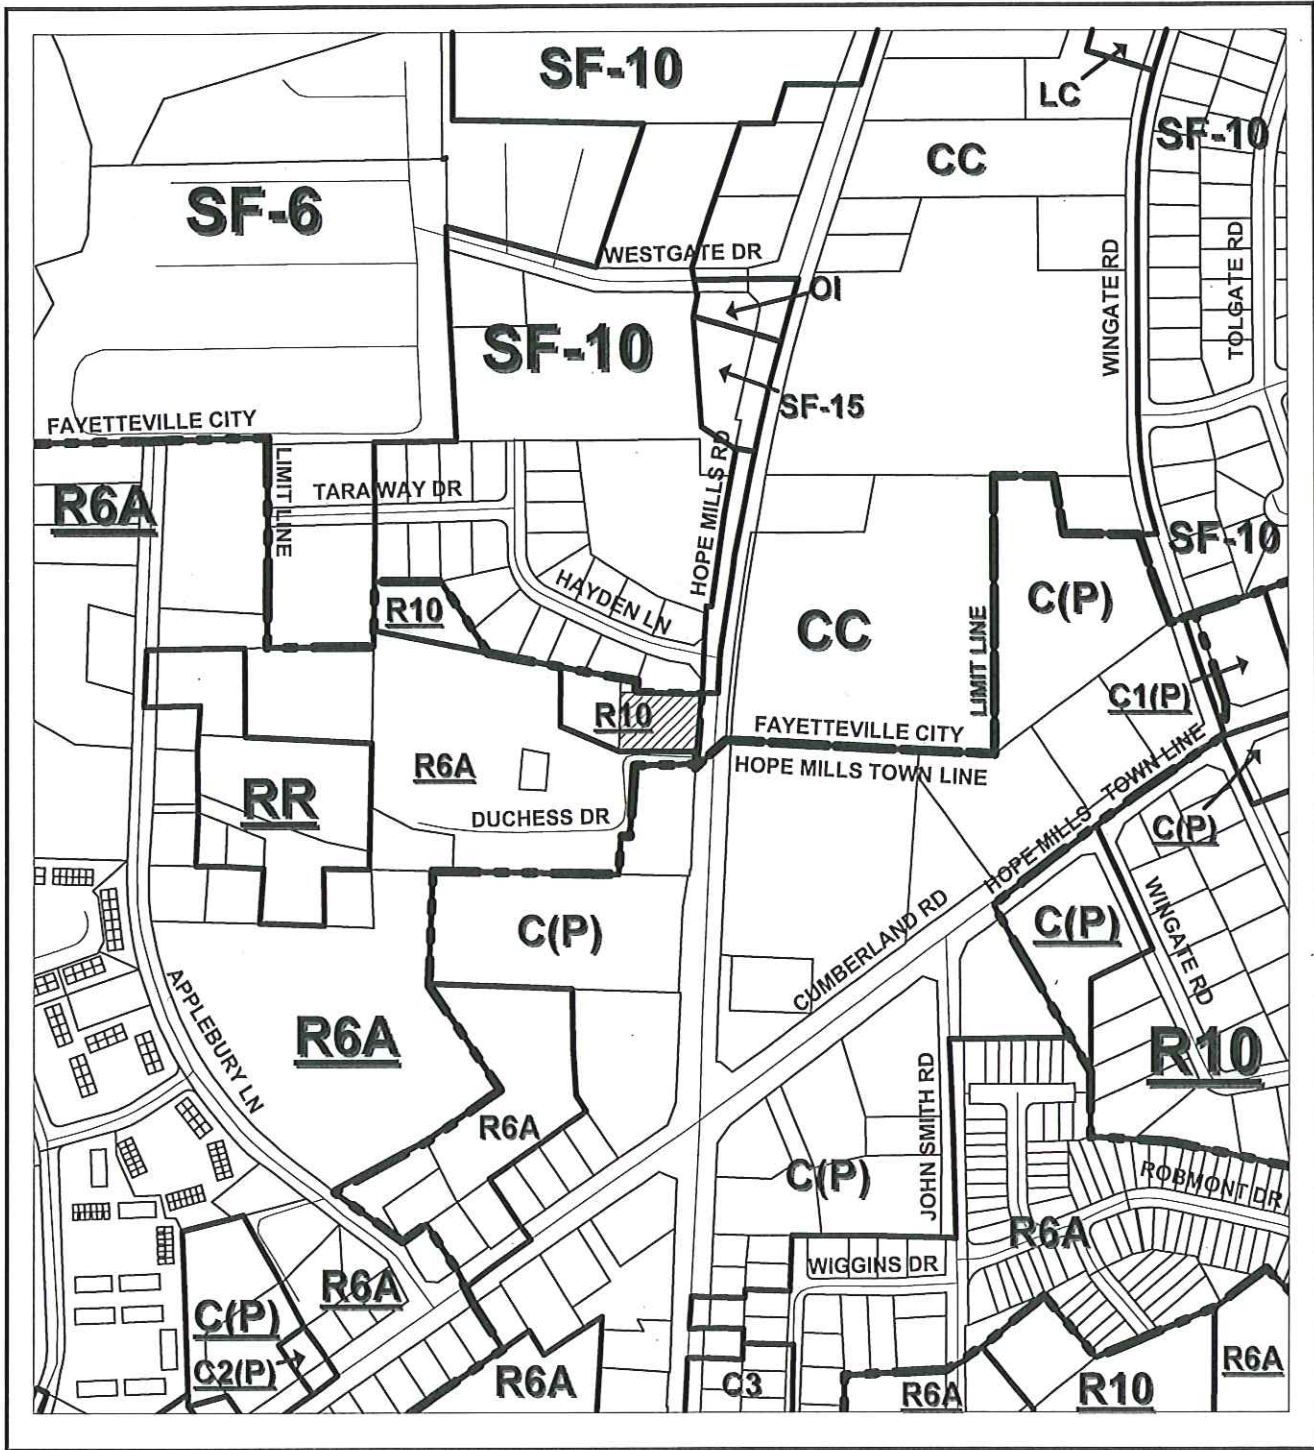 SF-10
LC
SF-10
CC
SF-6
WESTGATE DR
OI
TOLGATE RD
WINGATE RD
SF-10
SF-15
FAYETTEVILLE CITY
LIMIT LINE
HOPE MILLS RD
R6A
TARA WAY DR
SF-10
HAYDEN LN
C(P)
R10
CC
LIMIT LINE
C1(P)
R10
FAYETTEVILLE CITY
HOPE MILLS TOWN LINE
R6A
RR
DUCHESS DR
HOPE MILLS TOWN LINE
C(P)
C(P)
C(P)
WINGATE RD
CUMBERLAND RD
APPLEBURY LN
R6A
R10
R6A
JOHN SMITH RD
C(P)
ROBMONT DR
R6A
WIGGINS DR
R6A
C(P)
C2(P)
R6A
C3
R6A
R10
R6A